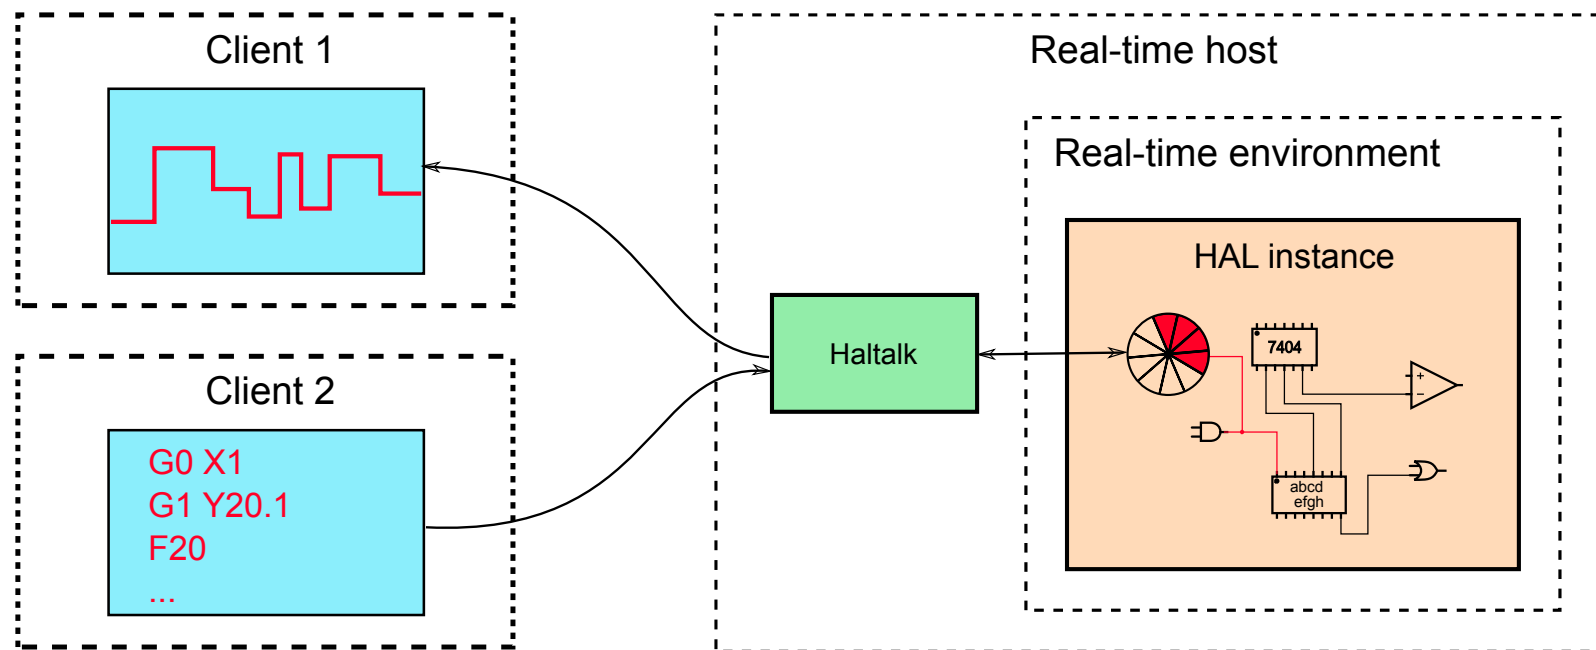 Client 1
Client 2
G0 X1
G1 Y20.1
F20
...
Real-time host
Real-time environment
HAL instance
Haltalk
7404
+
−
abcd
efgh